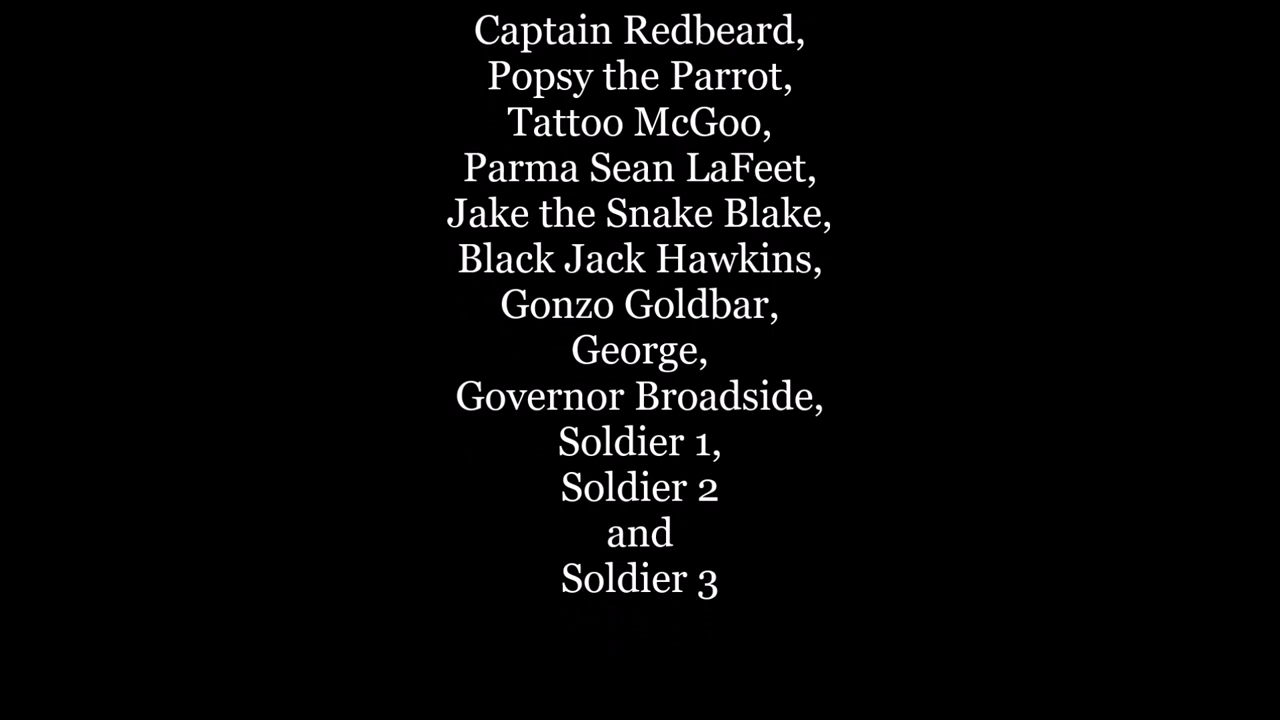 Captain Redbeard,
Popsy the Parrot,
Tattoo McGoo,
Parma Sean LaFeet,
Jake the Snake Blake,
Black Jack Hawkins,
Gonzo Goldbar,
George,
Governor Broadside,
Soldier 1,
Soldier 2
and
Soldier 3